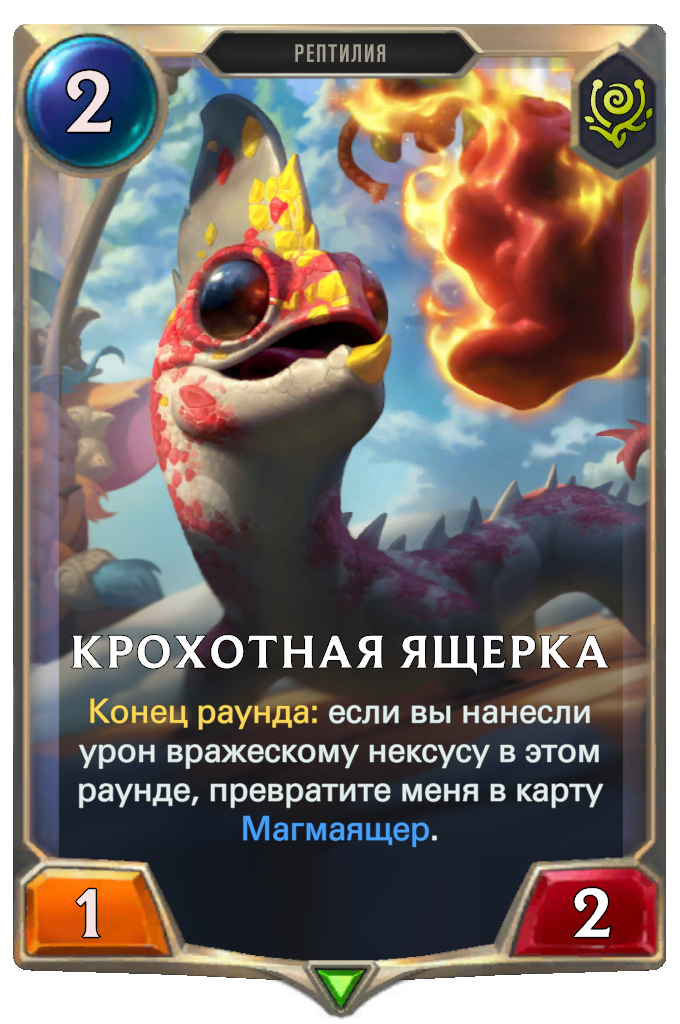 РЕПТИЛИЯ
2
КРОХОТНАЯ ЯЩЕРКА
Конец раунда: если вы нанесли
урон вражескому нексусу в этом
раунде, превратите меня в карту
Магмаящер.
1
2